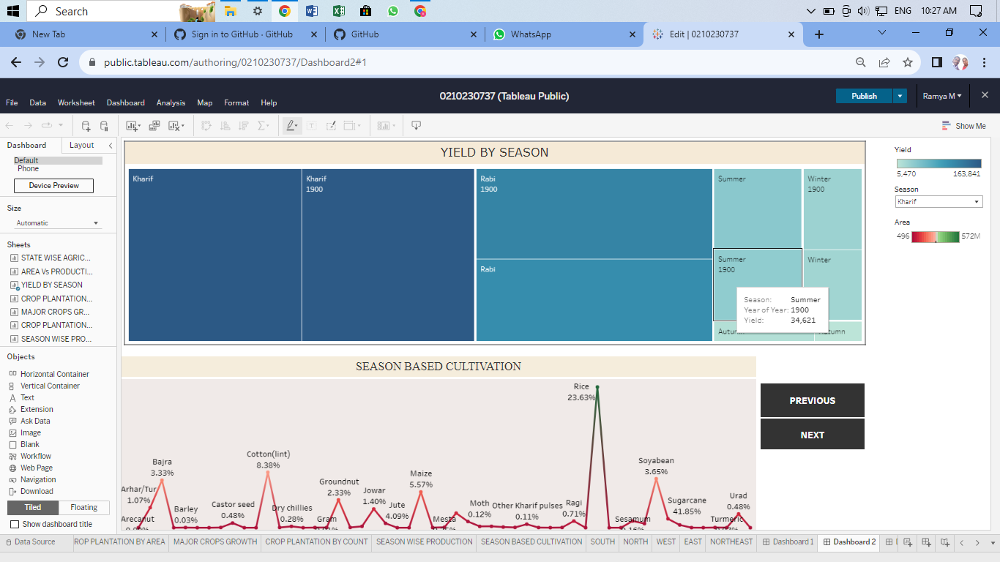 Search
ENG
10:27 AM
New Tab
Sign in to GitHub · GitHub
GitHub
WhatsApp
Edit | 0210230737
public.tableau.com/authoring/0210230737/Dashboard2#1
0210230737 (Tableau Public)
Publish
Ramya M
File Data Worksheet Dashboard Analysis Map Format Help
Show Me
Dashboard Layout
Default
Phone
Device Preview
Size
Automatic
Sheets
STATE WISE AGRIC...
AREA Vs PRODUCTI...
YIELD BY SEASON
CROP PLANTATION...
MAJOR CROPS GR...
CROP PLANTATION...
SEASON WISE PRO...
Objects
Horizontal Container
Vertical Container
Text
Extension
Ask Data
Image
Blank
Workflow
Web Page
Navigation
Download
Tiled Floating
Show dashboard title
YIELD BY SEASON
Kharif
Kharif
1900
Rabi
1900
Rabi
Summer
Winter
1900
Summer
1900
Winter
Season: Summer
Year of Year: 1900
Yield: 34,621
Yield
5,470 163,841
Season
Kharif
Area
496 572M
SEASON BASED CULTIVATION
Rice
23.63%
Cotton(lint)
8.38%
Bajra
3.33%
Soyabean
3.65%
Maize
5.57%
Groundnut
2.33%
Arhar/Tur
1.07%
Jowar
1.40%
Urad
0.48%
Sugarcane
41.85%
Barley
0.03%
Castor seed
0.48%
Dry chillies
0.28%
Jute
4.09%
Moth
0.12%
Other Kharif pulses
0.11%
Ragi
0.71%
Arecanut
Gram
Mesta
Sesamum
Turmeric
PREVIOUS
NEXT
Data Source
ROP PLANTATION BY AREA
MAJOR CROPS GROWTH
CROP PLANTATION BY COUNT
SEASON WISE PRODUCTION
SEASON BASED CULTIVATION
SOUTH
NORTH
WEST
EAST
NORTHEAST
Dashboard 1
Dashboard 2